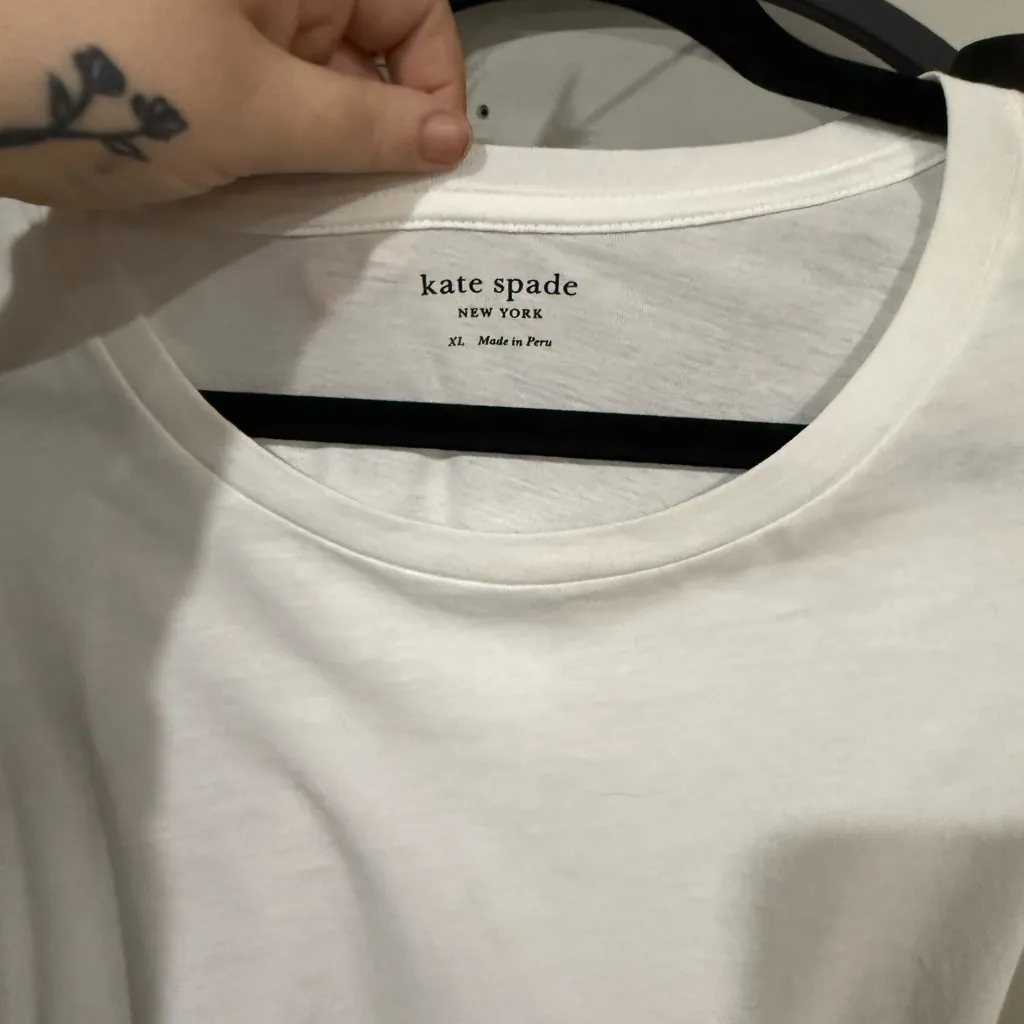 kate spade
NEW YORK
XL Made in Peru